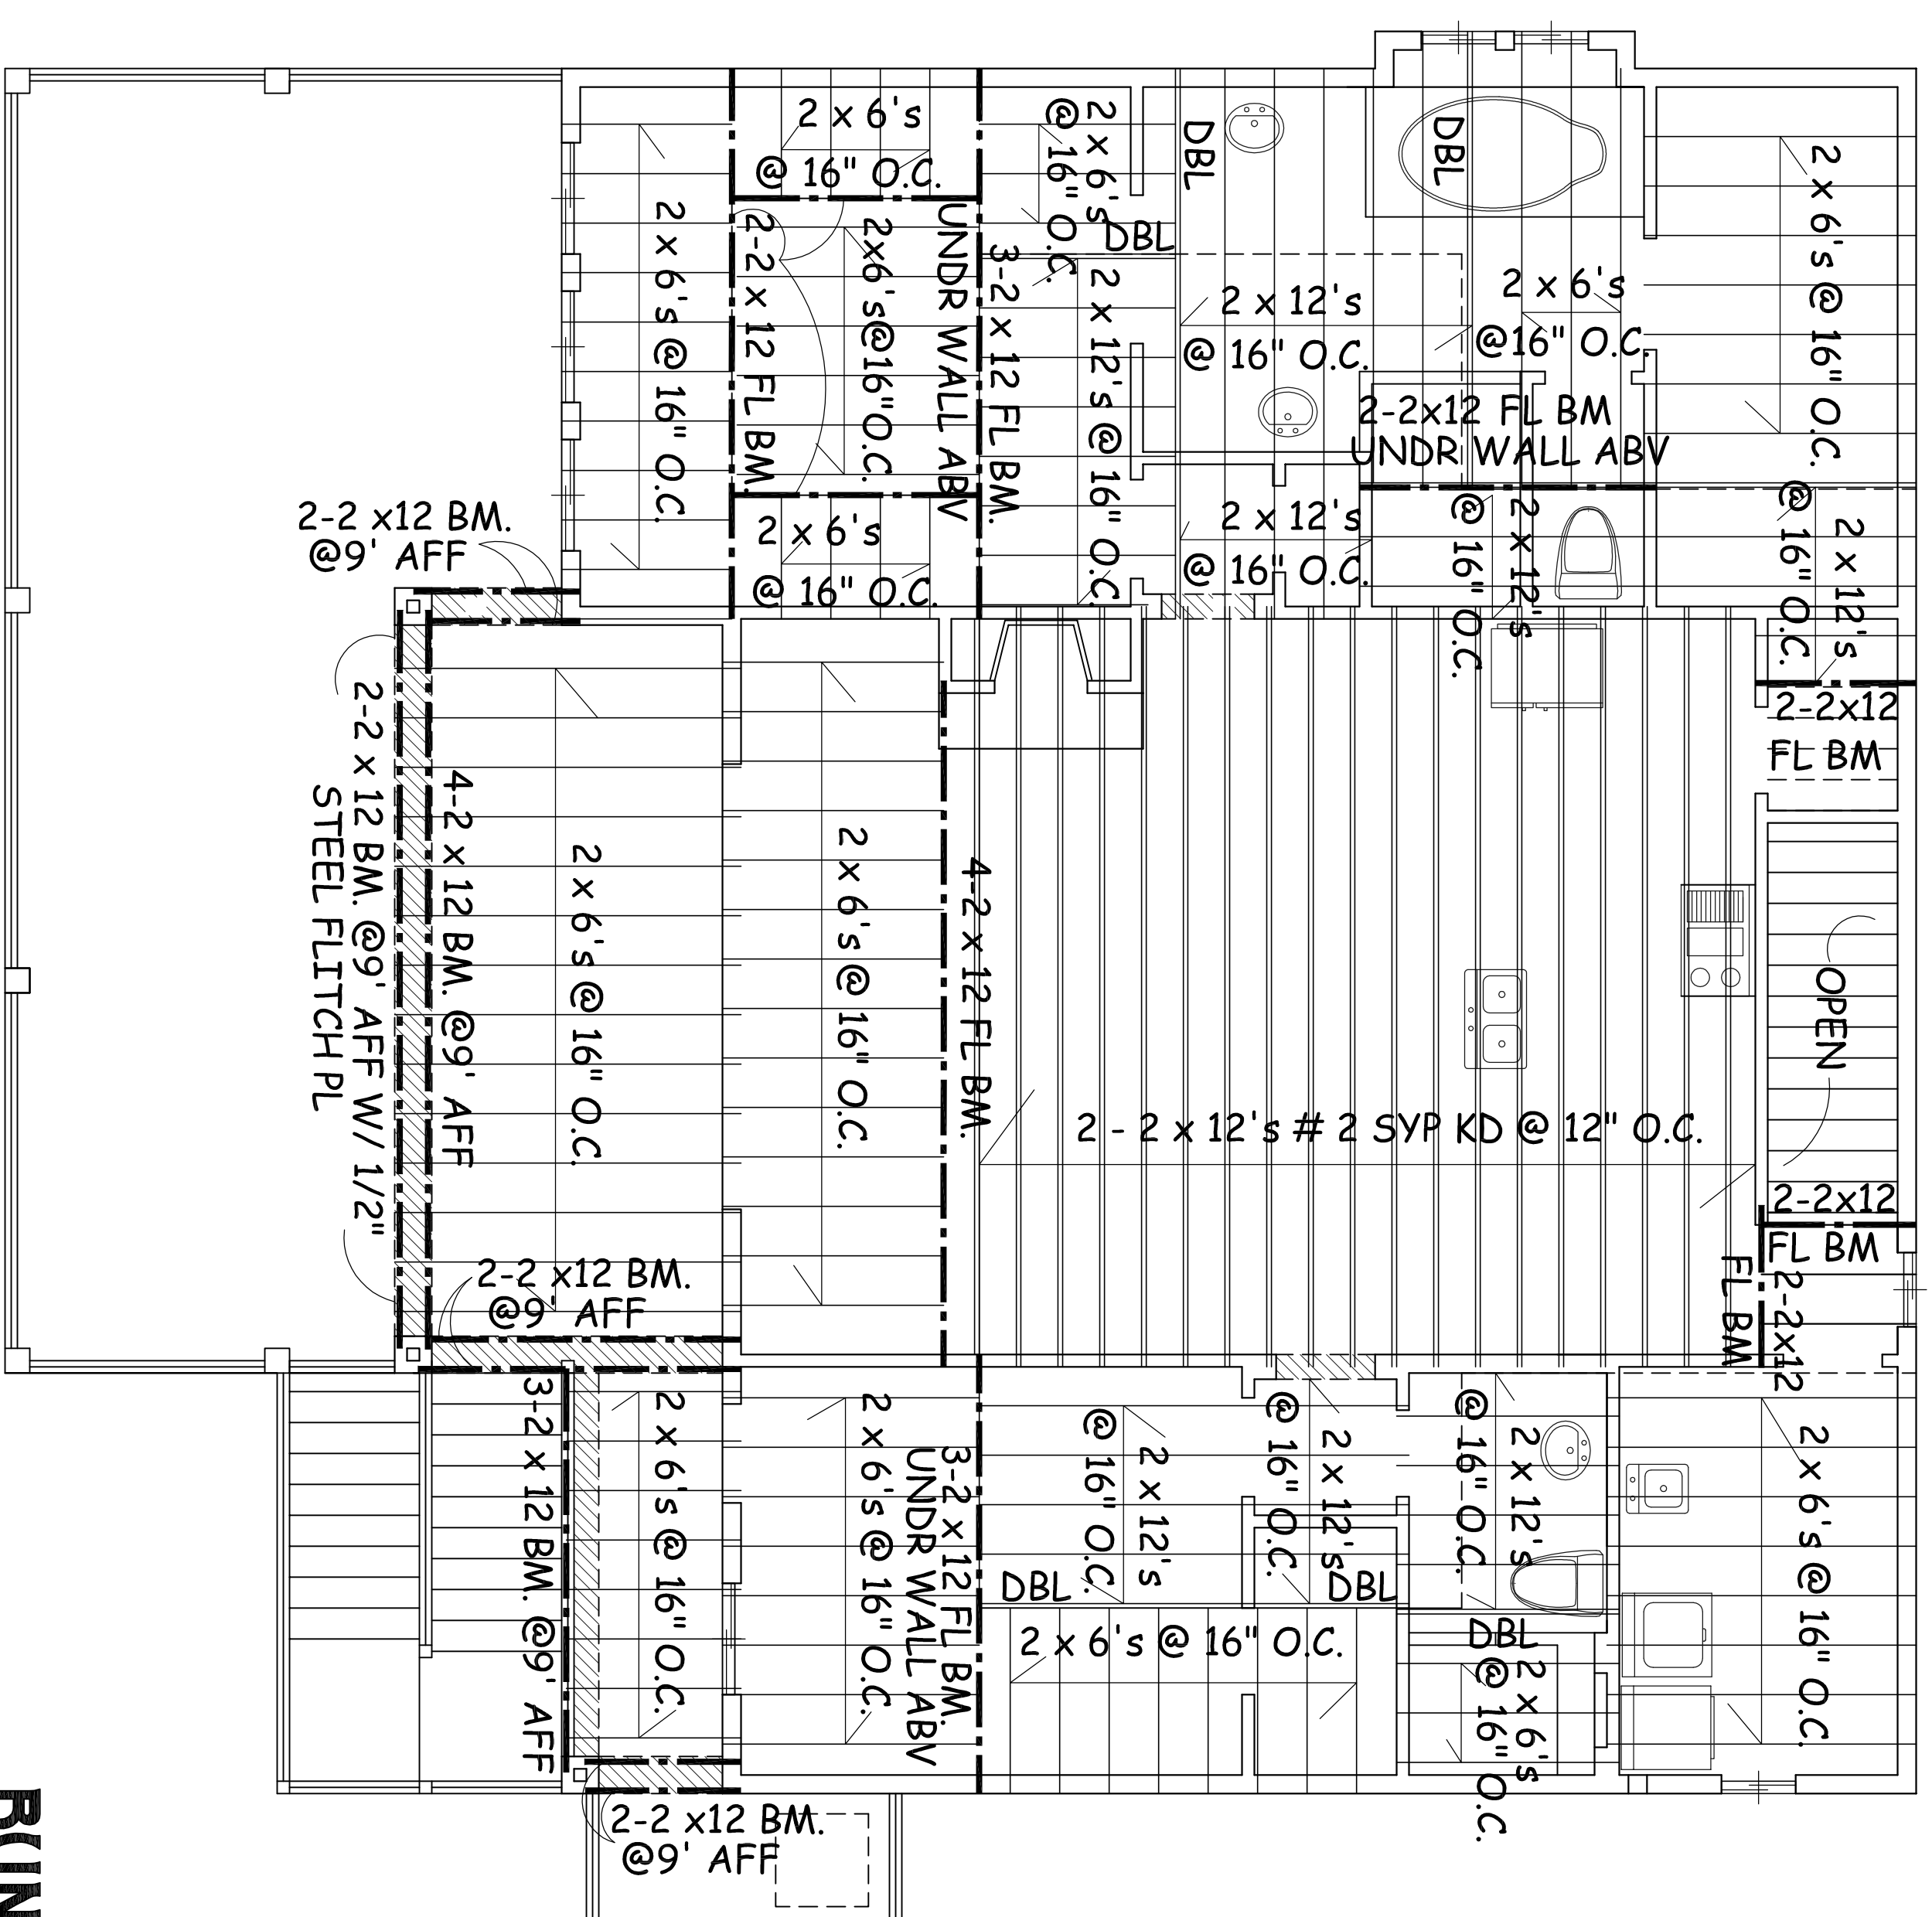 2 x 6's
@ 16" O.C.
2 x 6's @ 16" O.C.
2-2 x 12 FL BM.
2x6's@16"O.C.
UNDR WALL ABV
3-2 x 12 FL BM.
2 x 6's
@ 16" O.C.
DBL
2 x 12's @ 16" O.C.
DBL
2 x 12's
@ 16" O.C.
DBL
2 x 6's
@16" O.C.
2 x 6's @ 16" O.C.
2-2x12 FL BM
UNDR WALL ABV
2-2 x12 BM.
@9' AFF
2 x 6's
@ 16" O.C.
2 x 12's
@ 16" O.C.
2 x 12's
@ 16" O.C.
2 x 12's
@ 16" O.C.
2-2x12
FL BM
2-2 x 12 BM. @9' AFF W/ 1/2"
STEEL FLITCH PL
4-2 x 12 BM. @9' AFF
2 x 6's @ 16" O.C.
2 x 6's @ 16" O.C.
4-2 x 12 FL BM.
2 - 2 x 12's # 2 SYP KD @ 12" O.C.
OPEN
2-2x12
FL BM
2-2x12
FL BM
2-2 x12 BM.
@9' AFF
3-2 x 12 BM. @9' AFF
2 x 6's @ 16" O.C.
2 x 6's @ 16" O.C.
3-2 x 12 FL BM.
UNDR WALL ABV
2 x 12's
@ 16" O.C.
DBL
2 x 12's
@ 16" O.C.
DBL
2 x 12's
@ 16" O.C.
2 x 6's @ 16" O.C.
DBL
2 x 6's
@ 16" O.C.
2 x 6's @ 16" O.C.
2-2 x12 BM.
@9' AFF